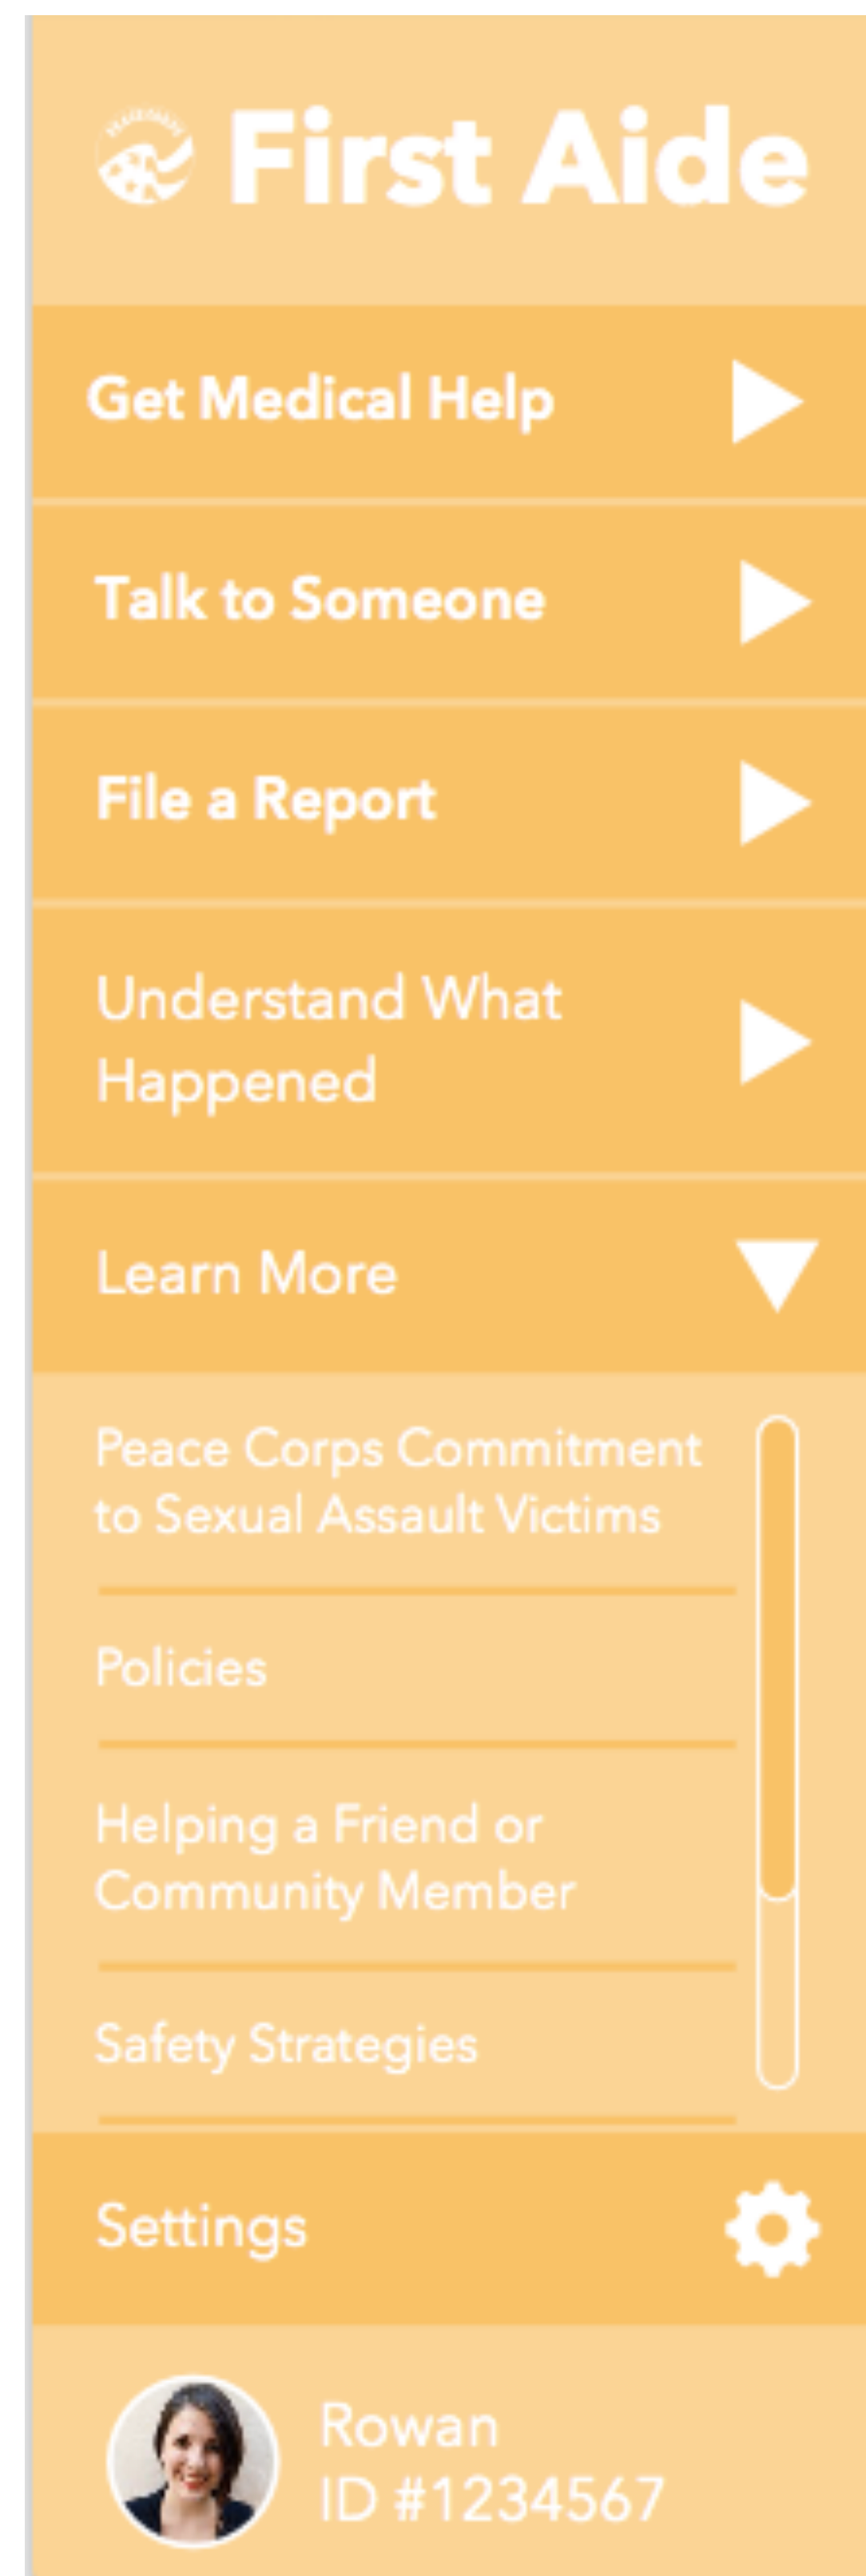 First Aide
Get Medical Help
Talk to Someone
File a Report
Understand What
Happened
Learn More
Peace Corps Commitment
to Sexual Assault Victims
Policies
Helping a Friend or
Community Member
Safety Strategies
Settings
Rowan
ID #1234567